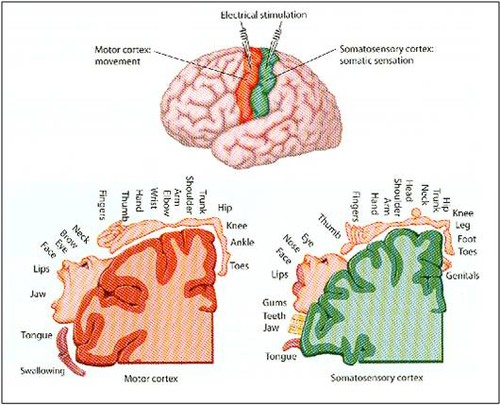 Electrical stimulation
Motor cortex:
movement
Somatosensory cortex:
somatic sensation
Fingers
Thumb
Hand
Wrist
Elbow
Arm
Shoulder
Trunk
Hip
Knee
Ankle
Toes
Neck
Brow
Eye
Face
Lips
Jaw
Tongue
Swallowing
Motor cortex
Thumb
Fingers
Hand
Arm
Shoulder
Head
Neck
Trunk
Hip
Knee
Leg
Foot
Toes
Genitals
Eye
Nose
Face
Lips
Gums
Teeth
Jaw
Tongue
Somatosensory cortex